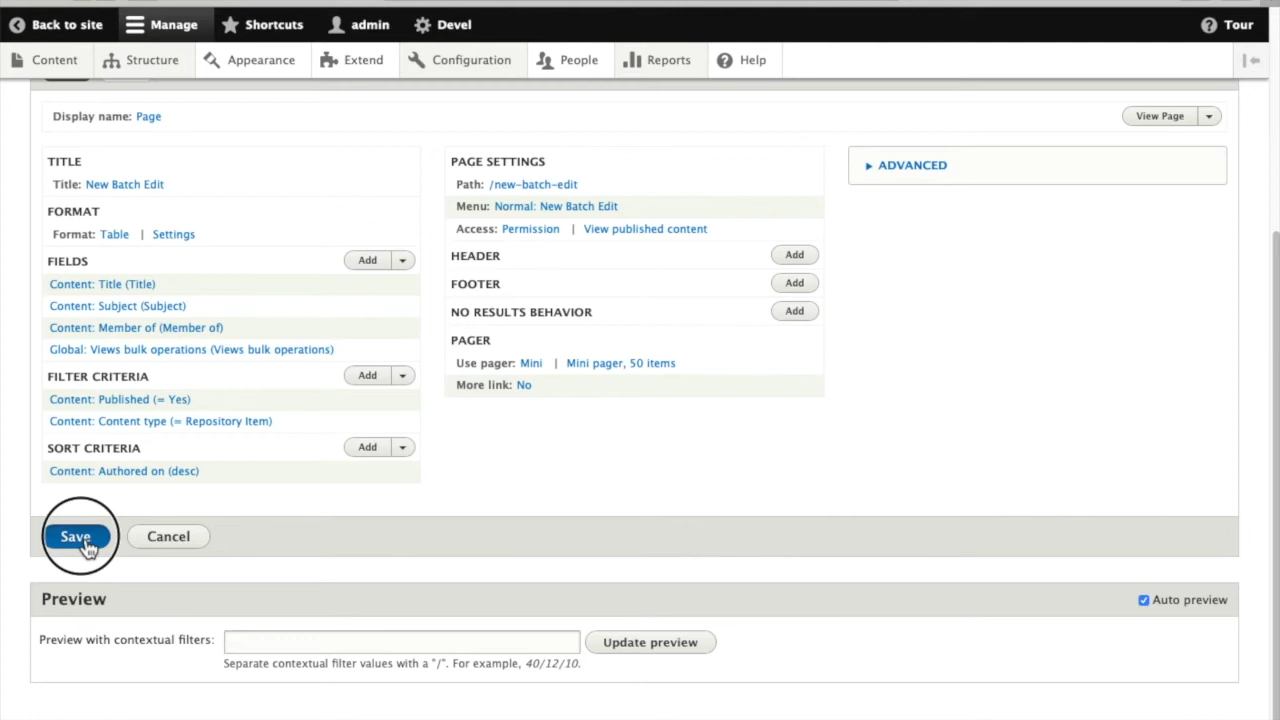 Back to site Manage Shortcuts admin Devel Tour
Content Structure Appearance Extend Configuration People Reports Help
Display name: Page View Page
TITLE
Title: New Batch Edit
FORMAT
Format: Table | Settings
FIELDS Add
Content: Title (Title)
Content: Subject (Subject)
Content: Member of (Member of)
Global: Views bulk operations (Views bulk operations)
FILTER CRITERIA Add
Content: Published (= Yes)
Content: Content type (= Repository Item)
SORT CRITERIA Add
Content: Authored on (desc)
PAGE SETTINGS
Path: /new-batch-edit
Menu: Normal: New Batch Edit
Access: Permission | View published content
HEADER Add
FOOTER Add
NO RESULTS BEHAVIOR Add
PAGER
Use pager: Mini | Mini pager, 50 items
More link: No
ADVANCED
Save Cancel
Preview Auto preview
Preview with contextual filters: Update preview
Separate contextual filter values with a "/". For example, 40/12/10.